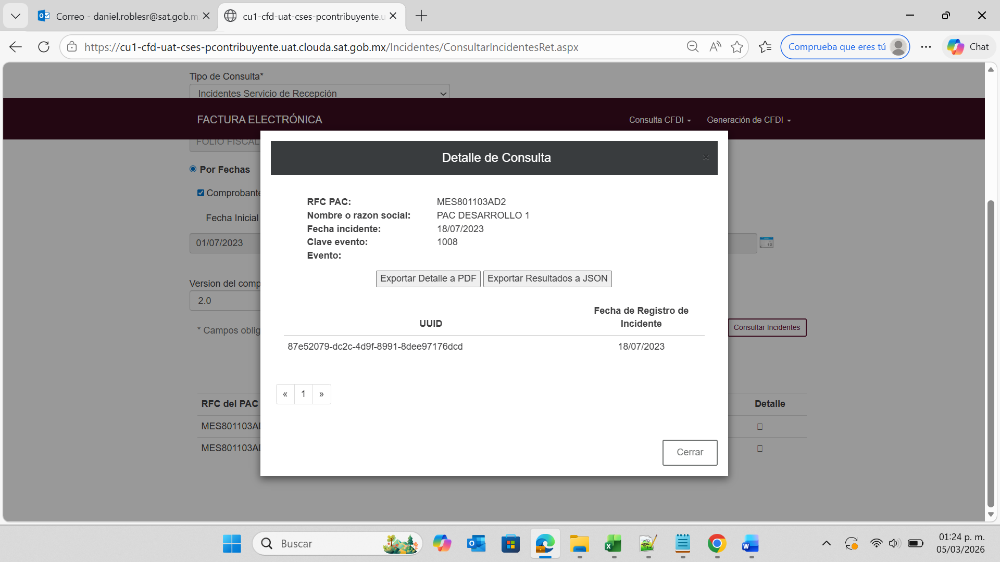 Correo - daniel.roblesr@sat.gob.m
cu1-cfd-uat-cses-pcontribuyente.u
https://cu1-cfd-uat-cses-pcontribuyente.uat.clouda.sat.gob.mx/Incidentes/ConsultarIncidentesRet.aspx
Comprueba que eres tú
Chat
Tipo de Consulta*
Incidentes Servicio de Recepción
FACTURA ELECTRÓNICA
Consulta CFDI
Generación de CFDI
FOLIO FISCAL
Por Fechas
Comprobante
Fecha Inicial
01/07/2023
12
Version del comp
2.0
* Campos oblig
Consultar Incidentes
RFC del PAC
Detalle
MES801103AD
MES801103AD
Detalle de Consulta
×
RFC PAC: MES801103AD2
Nombre o razon social: PAC DESARROLLO 1
Fecha incidente: 18/07/2023
Clave evento: 1008
Evento:
Exportar Detalle a PDF
Exportar Resultados a JSON
UUID
Fecha de Registro de
Incidente
87e52079-dc2c-4d9f-8991-8dee97176dcd 18/07/2023
« 1 »
Cerrar
Buscar
01:24 p. m.
05/03/2026